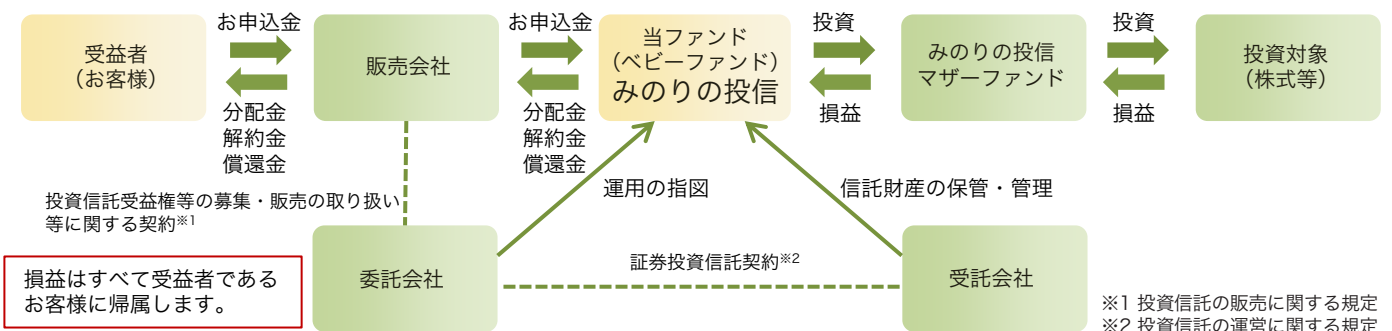 受益者
（お客様）
お申込金
分配金
解約金
償還金
販売会社
お申込金
分配金
解約金
償還金
当ファンド
（ベビーファンド）
みのりの投信
投資
損益
みのりの投信
マザーファンド
投資
損益
投資対象
（株式等）
投資信託受益権等の募集・販売の取り扱い
等に関する契約※1
運用の指図
信託財産の保管・管理
損益はすべて受益者である
お客様に帰属します。
委託会社
証券投資信託契約※2
受託会社
※1 投資信託の販売に関する規定
※2 投資信託の運営に関する規定